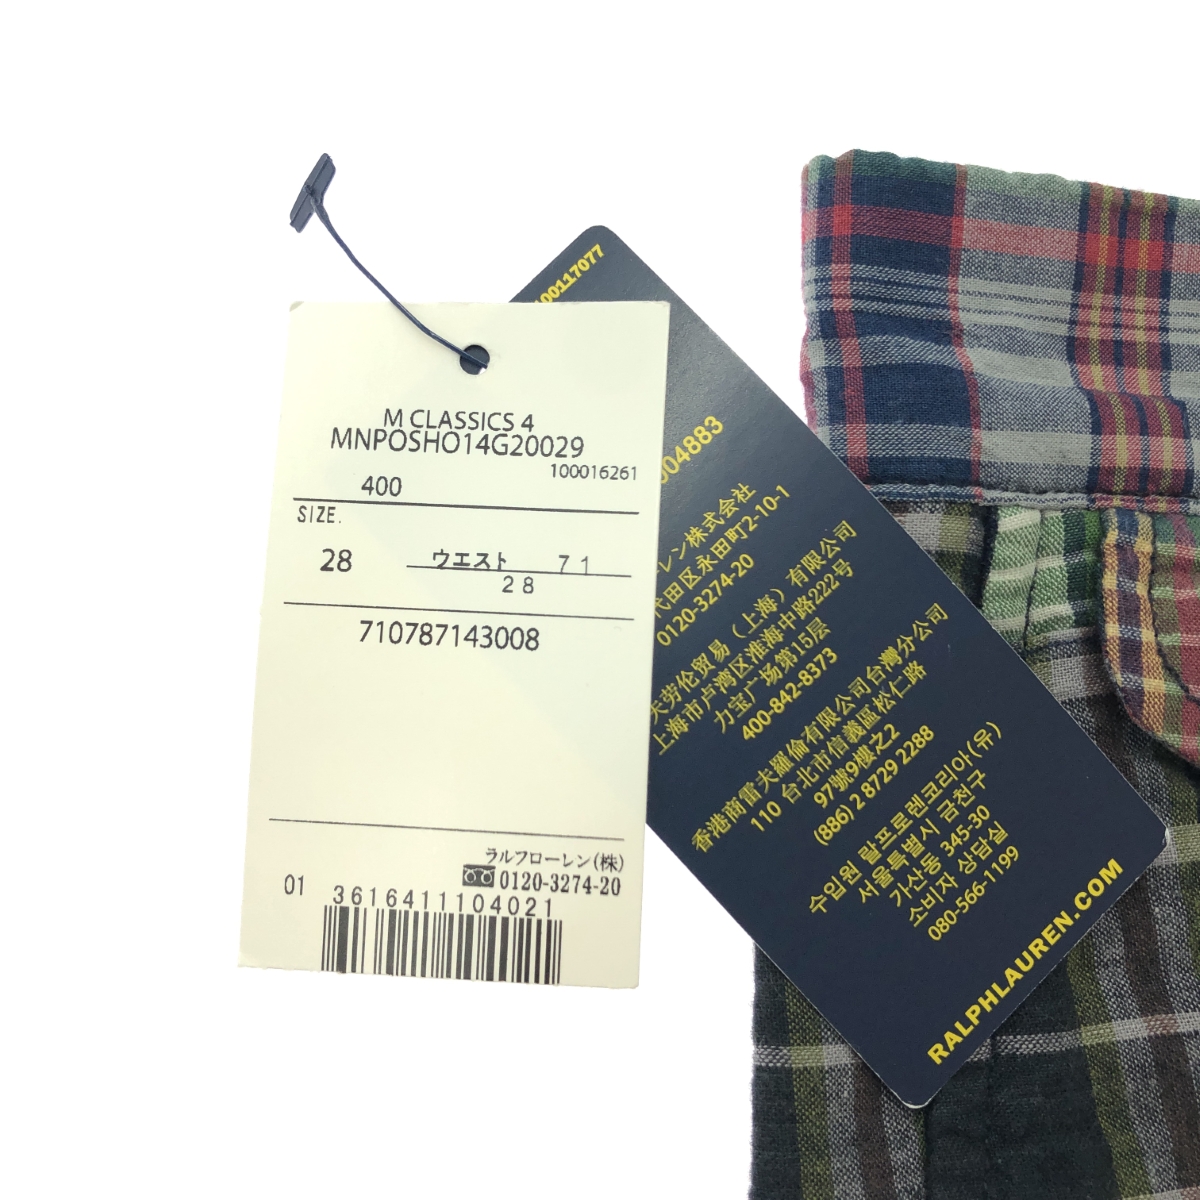 M CLASSICS 4
MNPOSHO14G20029
100016261
400
SIZE.
28 ウエスト 71
28
710787143008
ラルフローレン(株)
0120-3274-20
01 3616411104021
00117077
004883
レン株式会社
代田区永田町2-10-1
0120-3274-20
夫劳伦贸易（上海）有限公司
上海市卢湾区淮海中路222号
力宝广场第15层
400-842-8373
香港商雷夫羅倫有限公司台灣分公司
110 台北市信義區松仁路
97號9樓之2
(886) 2 8729 2288
수입원 랄프로렌코리아(유)
서울특별시 금천구
가산동 345-30
소비자 상담실
080-566-1199
RALPHLAUREN.COM